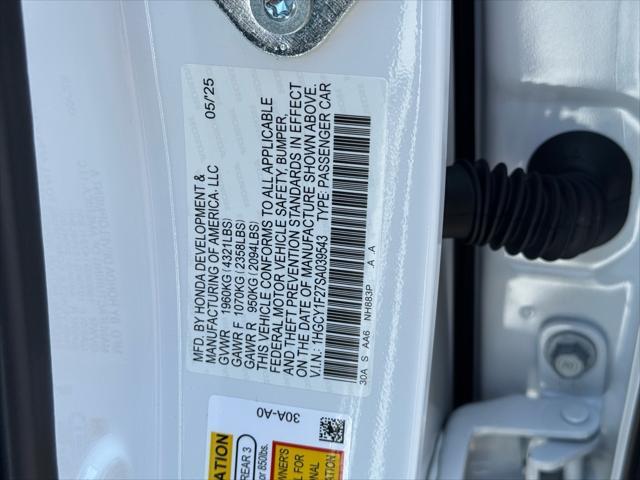 MFD. BY HONDA DEVELOPMENT &
MANUFACTURING OF AMERICA. LLC 05/25
GVWR 1960KG (4321LBS)
GAWR F 1070KG (2358LBS)
GAWR R 950KG (2094LBS)
THIS VEHICLE CONFORMS TO ALL APPLICABLE
FEDERAL MOTOR VEHICLE SAFETY, BUMPER,
AND THEFT PREVENTION STANDARDS IN EFFECT
ON THE DATE OF MANUFACTURE SHOWN ABOVE.
V.I.N.: 1HGCY1F27SA039543 TYPE: PASSENGER CAR
30A S AA6 NH883P A A
30A-A0
REAR 3
or 850lbs.